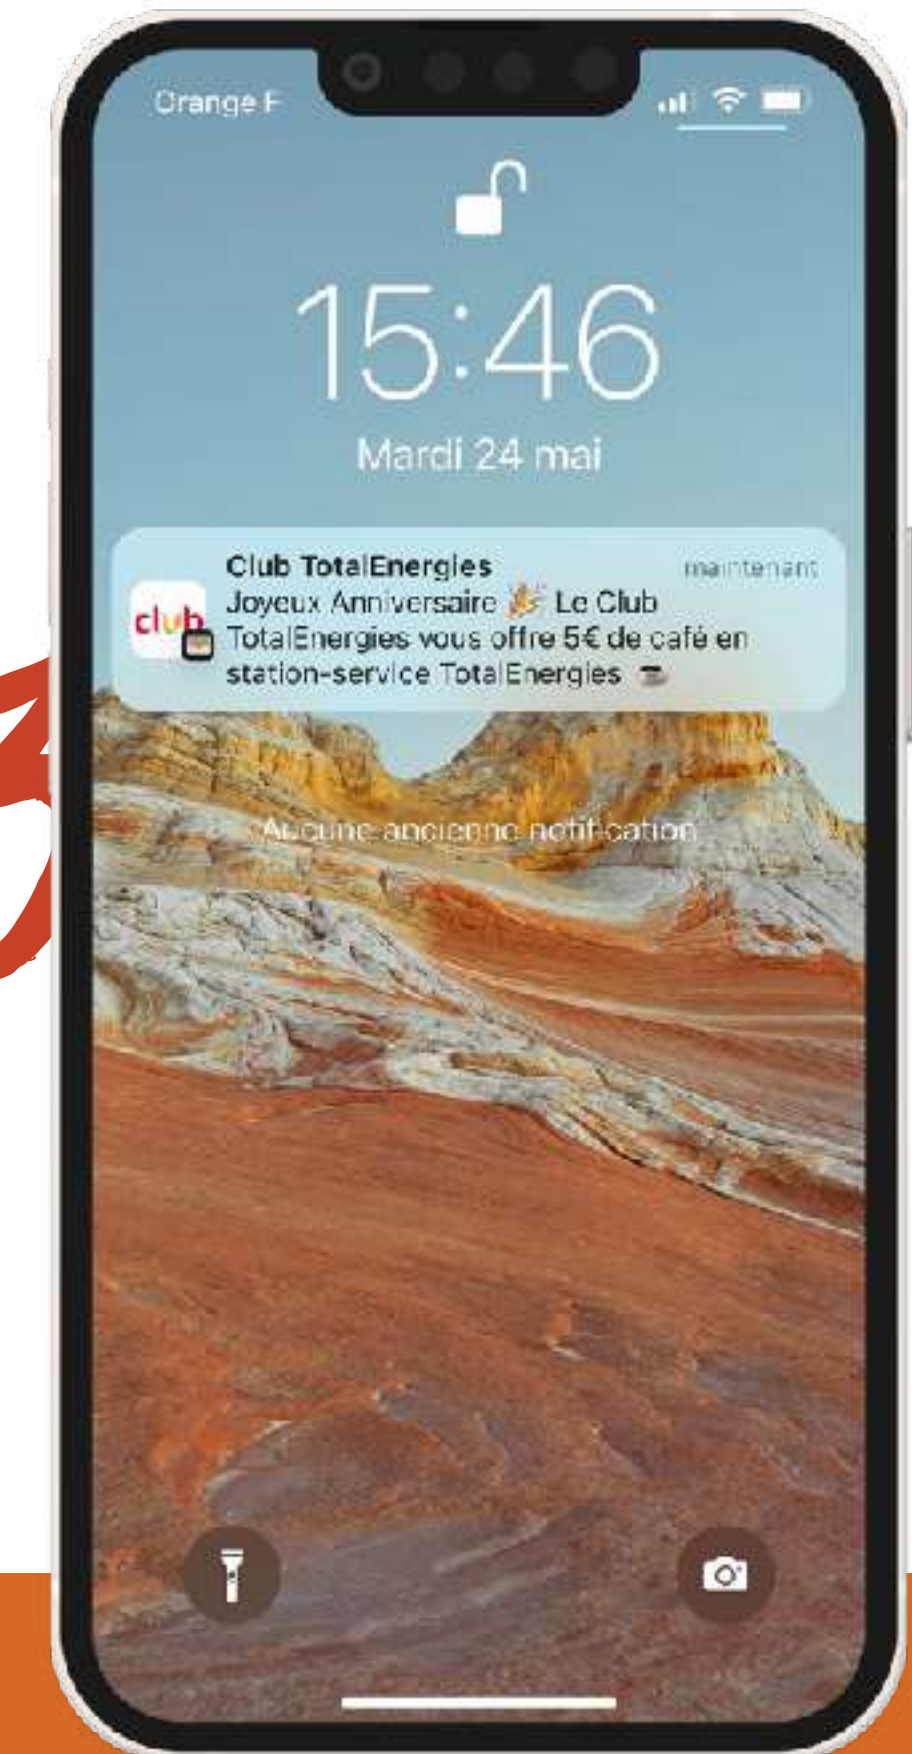 Orange F
15:46
Mardi 24 mai
Club TotalEnergies
maintenant
club
Joyeux Anniversaire 🎉 Le Club
TotalEnergies vous offre 5€ de café en
station-service TotalEnergies ☕
Aucune ancienne notification